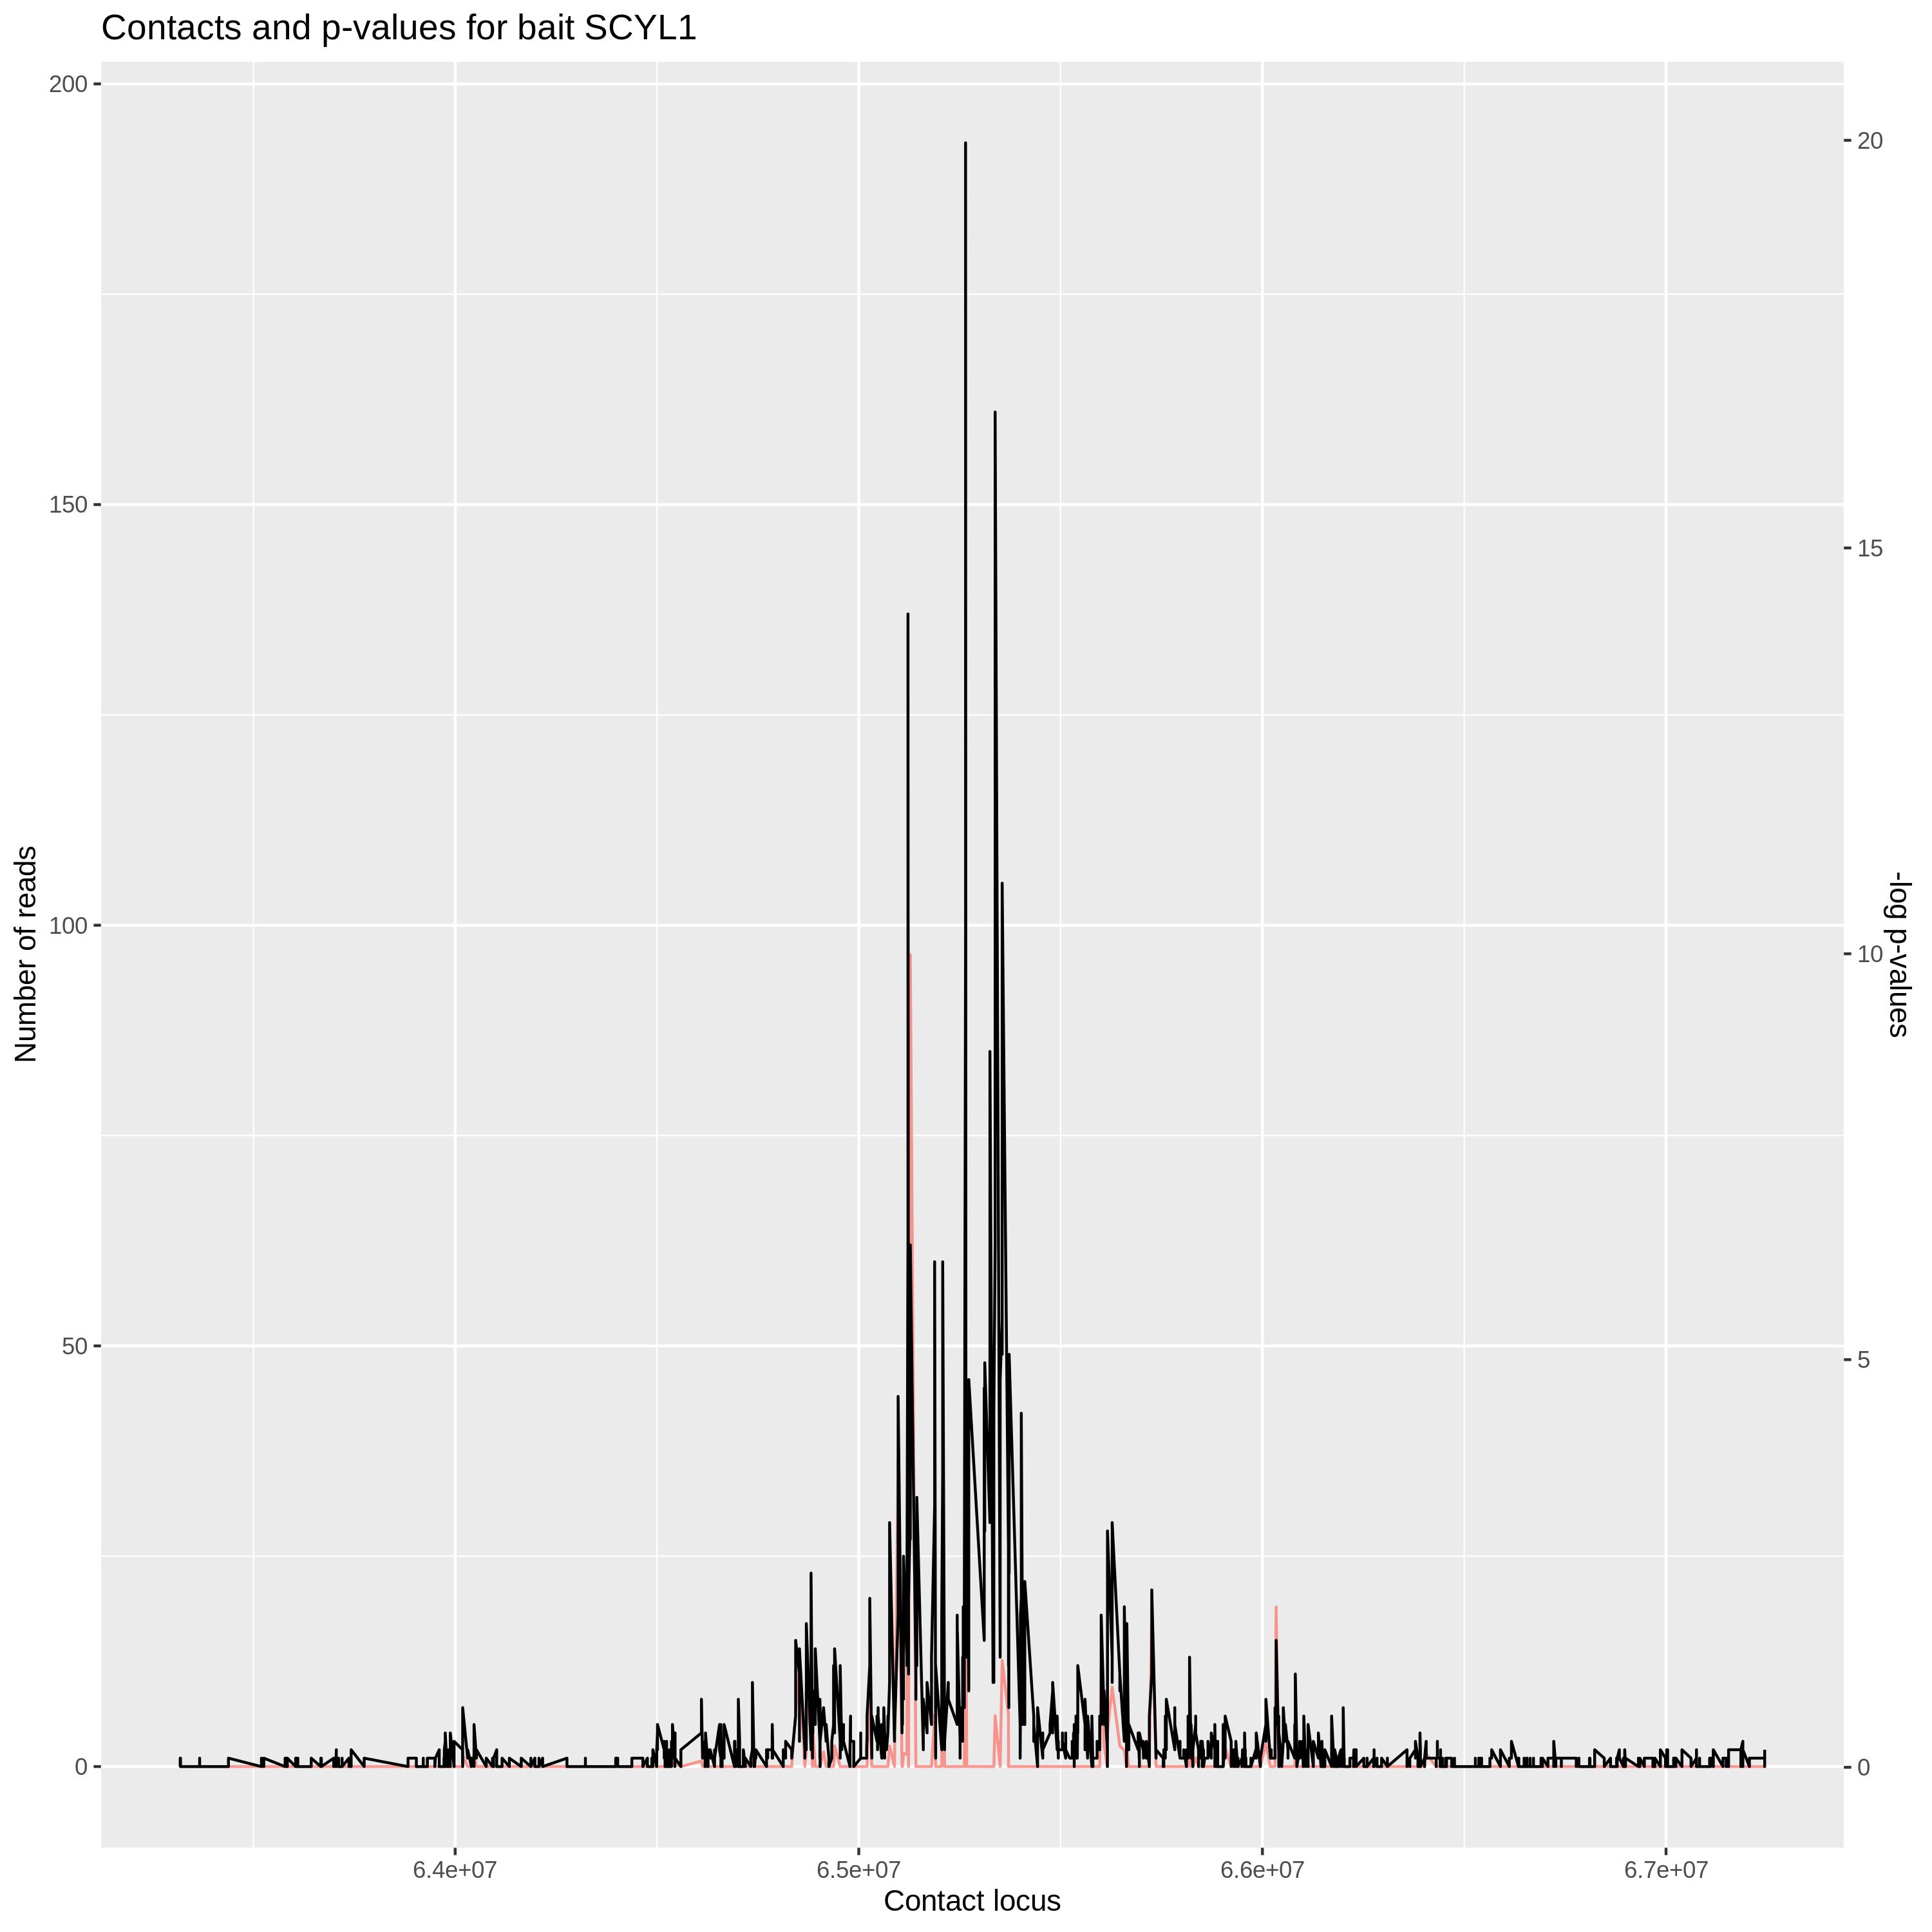 Contacts and p-values for bait SCYL1
200
150
100
50
0
Number of reads
20
15
10
5
0
-log p-values
6.4e+07
6.5e+07
6.6e+07
6.7e+07
Contact locus